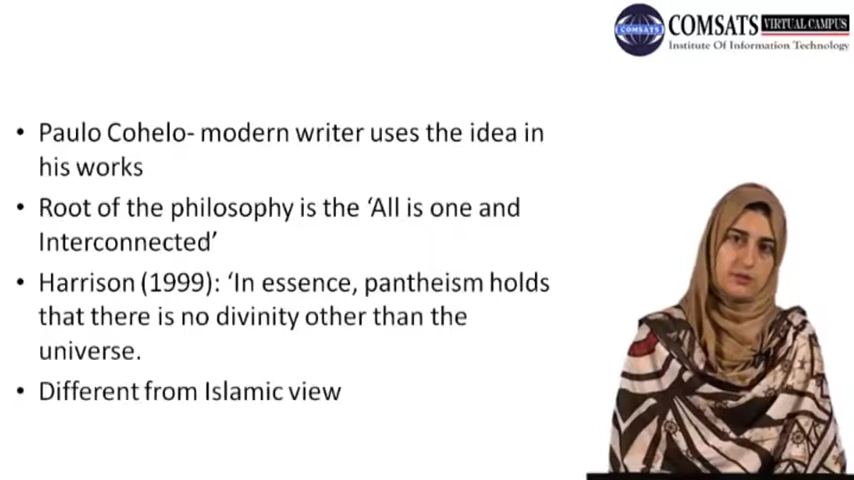 COMSATS VIRTUAL CAMPUS
COMSATS
Institute Of Information Technology
• Paulo Cohelo- modern writer uses the idea in
his works
• Root of the philosophy is the ‘All is one and
Interconnected’
• Harrison (1999): ‘In essence, pantheism holds
that there is no divinity other than the
universe.
• Different from Islamic view